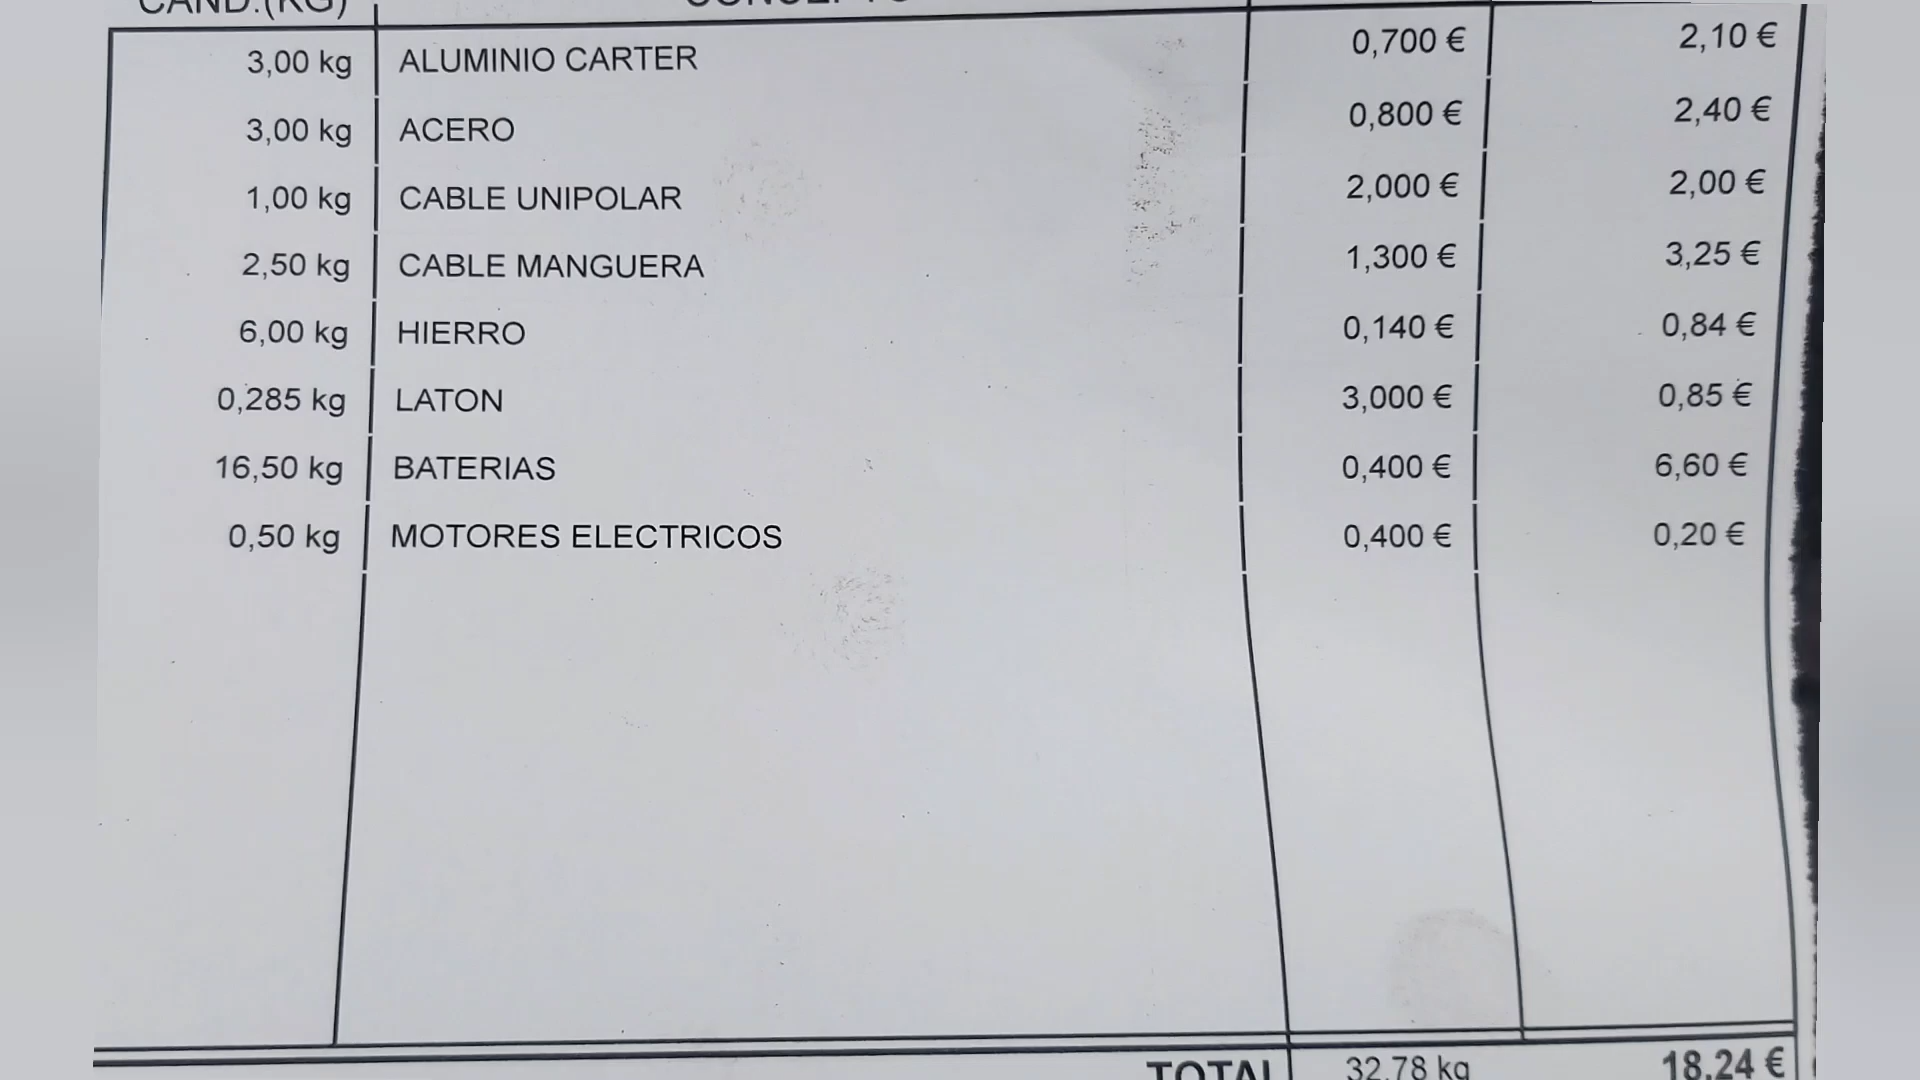 CAND.(KG) CONCEPTO
3,00 kg ALUMINIO CARTER 0,700 € 2,10 €
3,00 kg ACERO 0,800 € 2,40 €
1,00 kg CABLE UNIPOLAR 2,000 € 2,00 €
2,50 kg CABLE MANGUERA 1,300 € 3,25 €
6,00 kg HIERRO 0,140 € 0,84 €
0,285 kg LATON 3,000 € 0,85 €
16,50 kg BATERIAS 0,400 € 6,60 €
0,50 kg MOTORES ELECTRICOS 0,400 € 0,20 €
TOTAL 32,78 kg 18,24 €